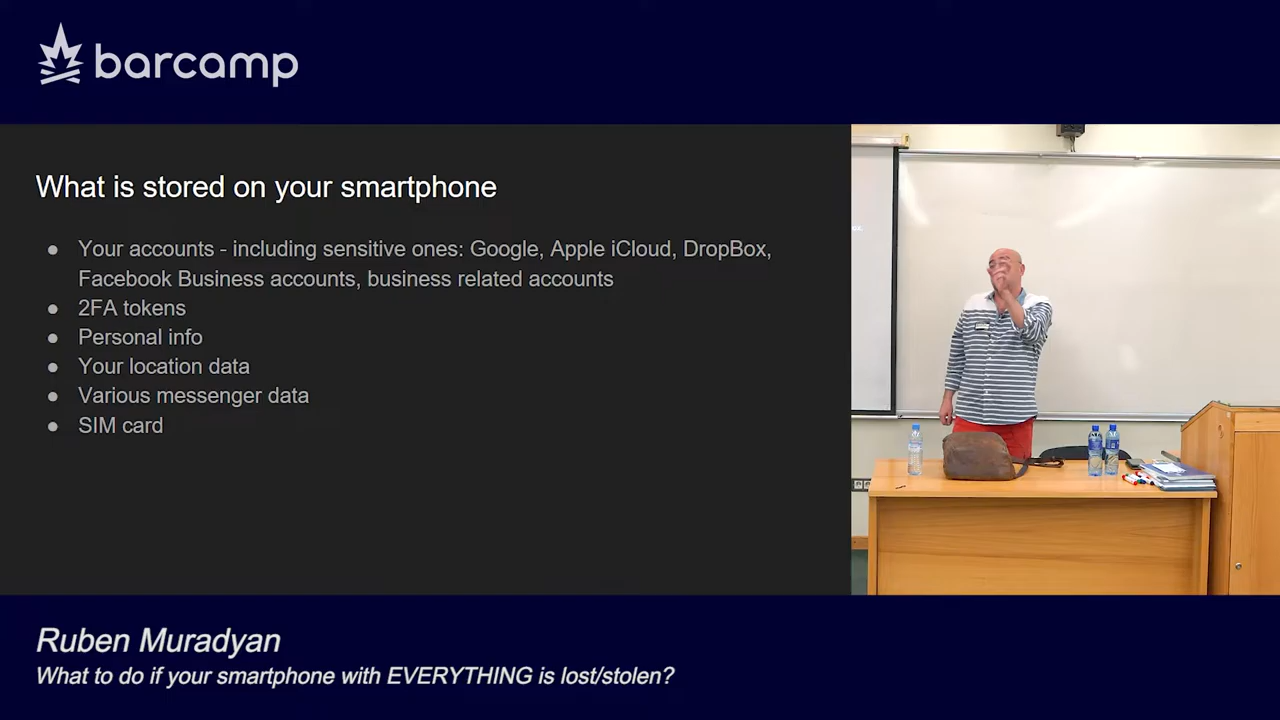 barcamp
What is stored on your smartphone
● Your accounts - including sensitive ones: Google, Apple iCloud, DropBox,
Facebook Business accounts, business related accounts
● 2FA tokens
● Personal info
● Your location data
● Various messenger data
● SIM card
Ruben Muradyan
What to do if your smartphone with EVERYTHING is lost/stolen?